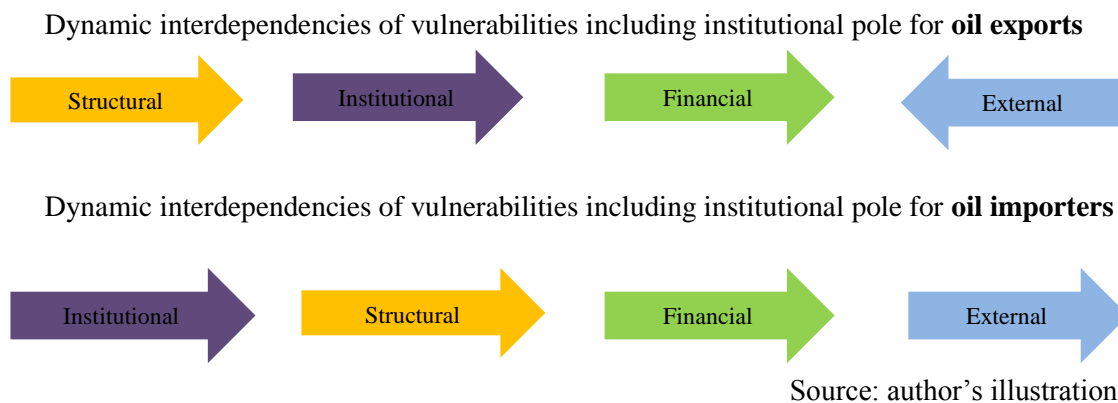 Dynamic interdependencies of vulnerabilities including institutional pole for oil exports
Structural Institutional Financial External
Dynamic interdependencies of vulnerabilities including institutional pole for oil importers
Institutional Structural Financial External
Source: author’s illustration